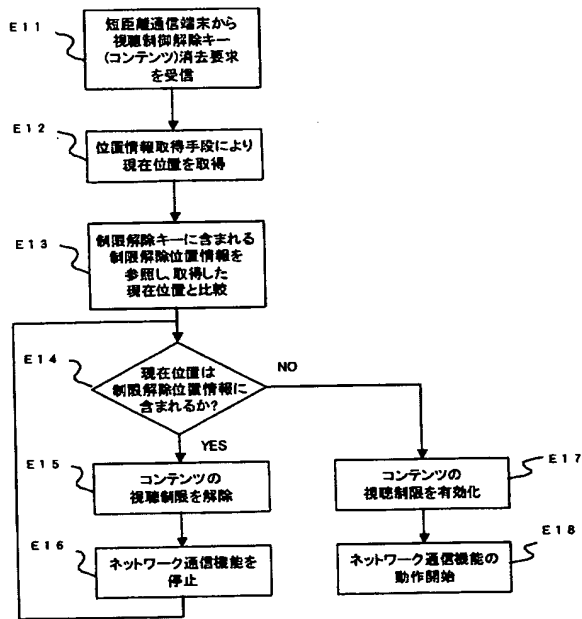 E11
短距離通信端末から
視聴制御解除キー
(コンテンツ)消去要求
を受信
E12
位置情報取得手段により
現在位置を取得
E13
制限解除キーに含まれる
制限解除位置情報を
参照し、取得した
現在位置と比較
E14
現在位置は
制限解除位置情報に
含まれるか?
NO
YES
E15
コンテンツの
視聴制限を解除
E17
コンテンツの
視聴制限を有効化
E16
ネットワーク通信機能を
停止
E18
ネットワーク通信機能の
動作開始